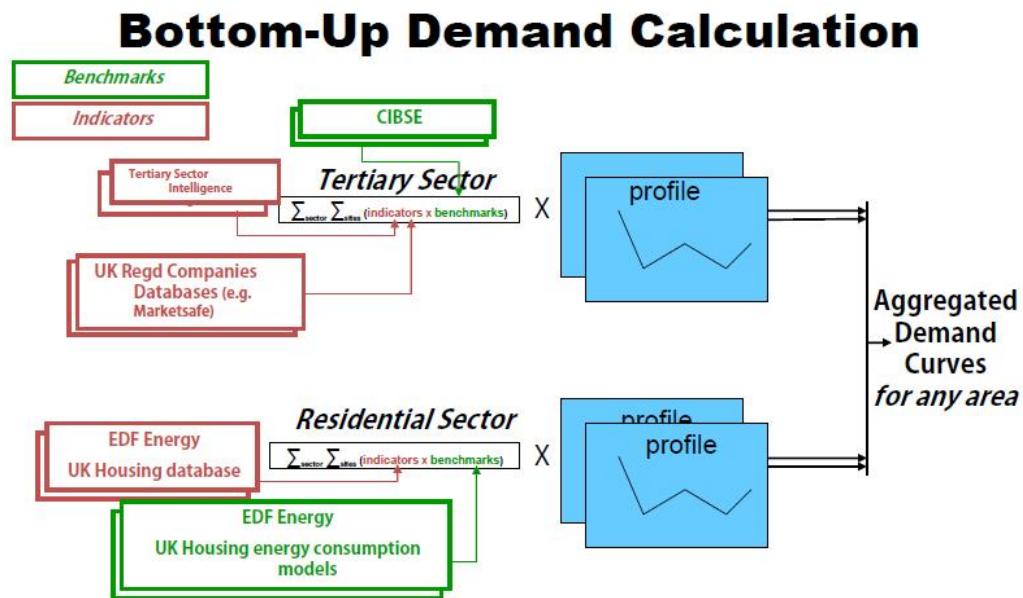 Bottom-Up Demand Calculation
Benchmarks
Indicators
CIBSE
Tertiary Sector
Intelligence
Tertiary Sector
∑sector ∑sites (indicators x benchmarks)
X
profile
UK Regd Companies
Databases (e.g.
Marketsafe)
Aggregated
Demand
Curves
for any area
Residential Sector
EDF Energy
UK Housing database
∑sector ∑sites (indicators x benchmarks)
X
profile
profile
EDF Energy
UK Housing energy consumption
models